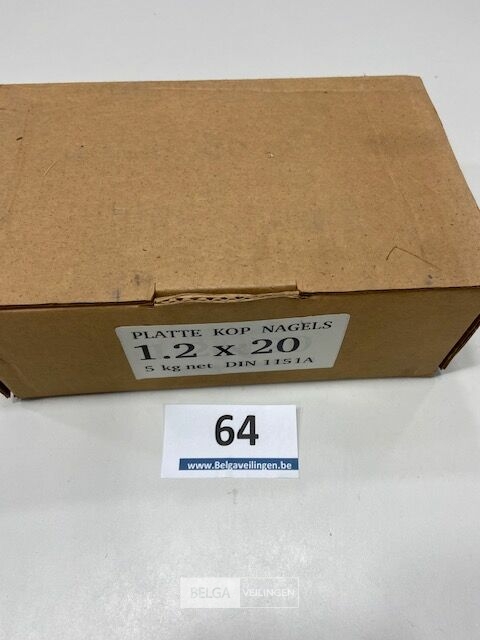 PLATTE KOP NAGELS
1.2 x 20
5 kg net DIN 1151A
64
www.Belgaveilingen.be
BELGA VEILINGEN